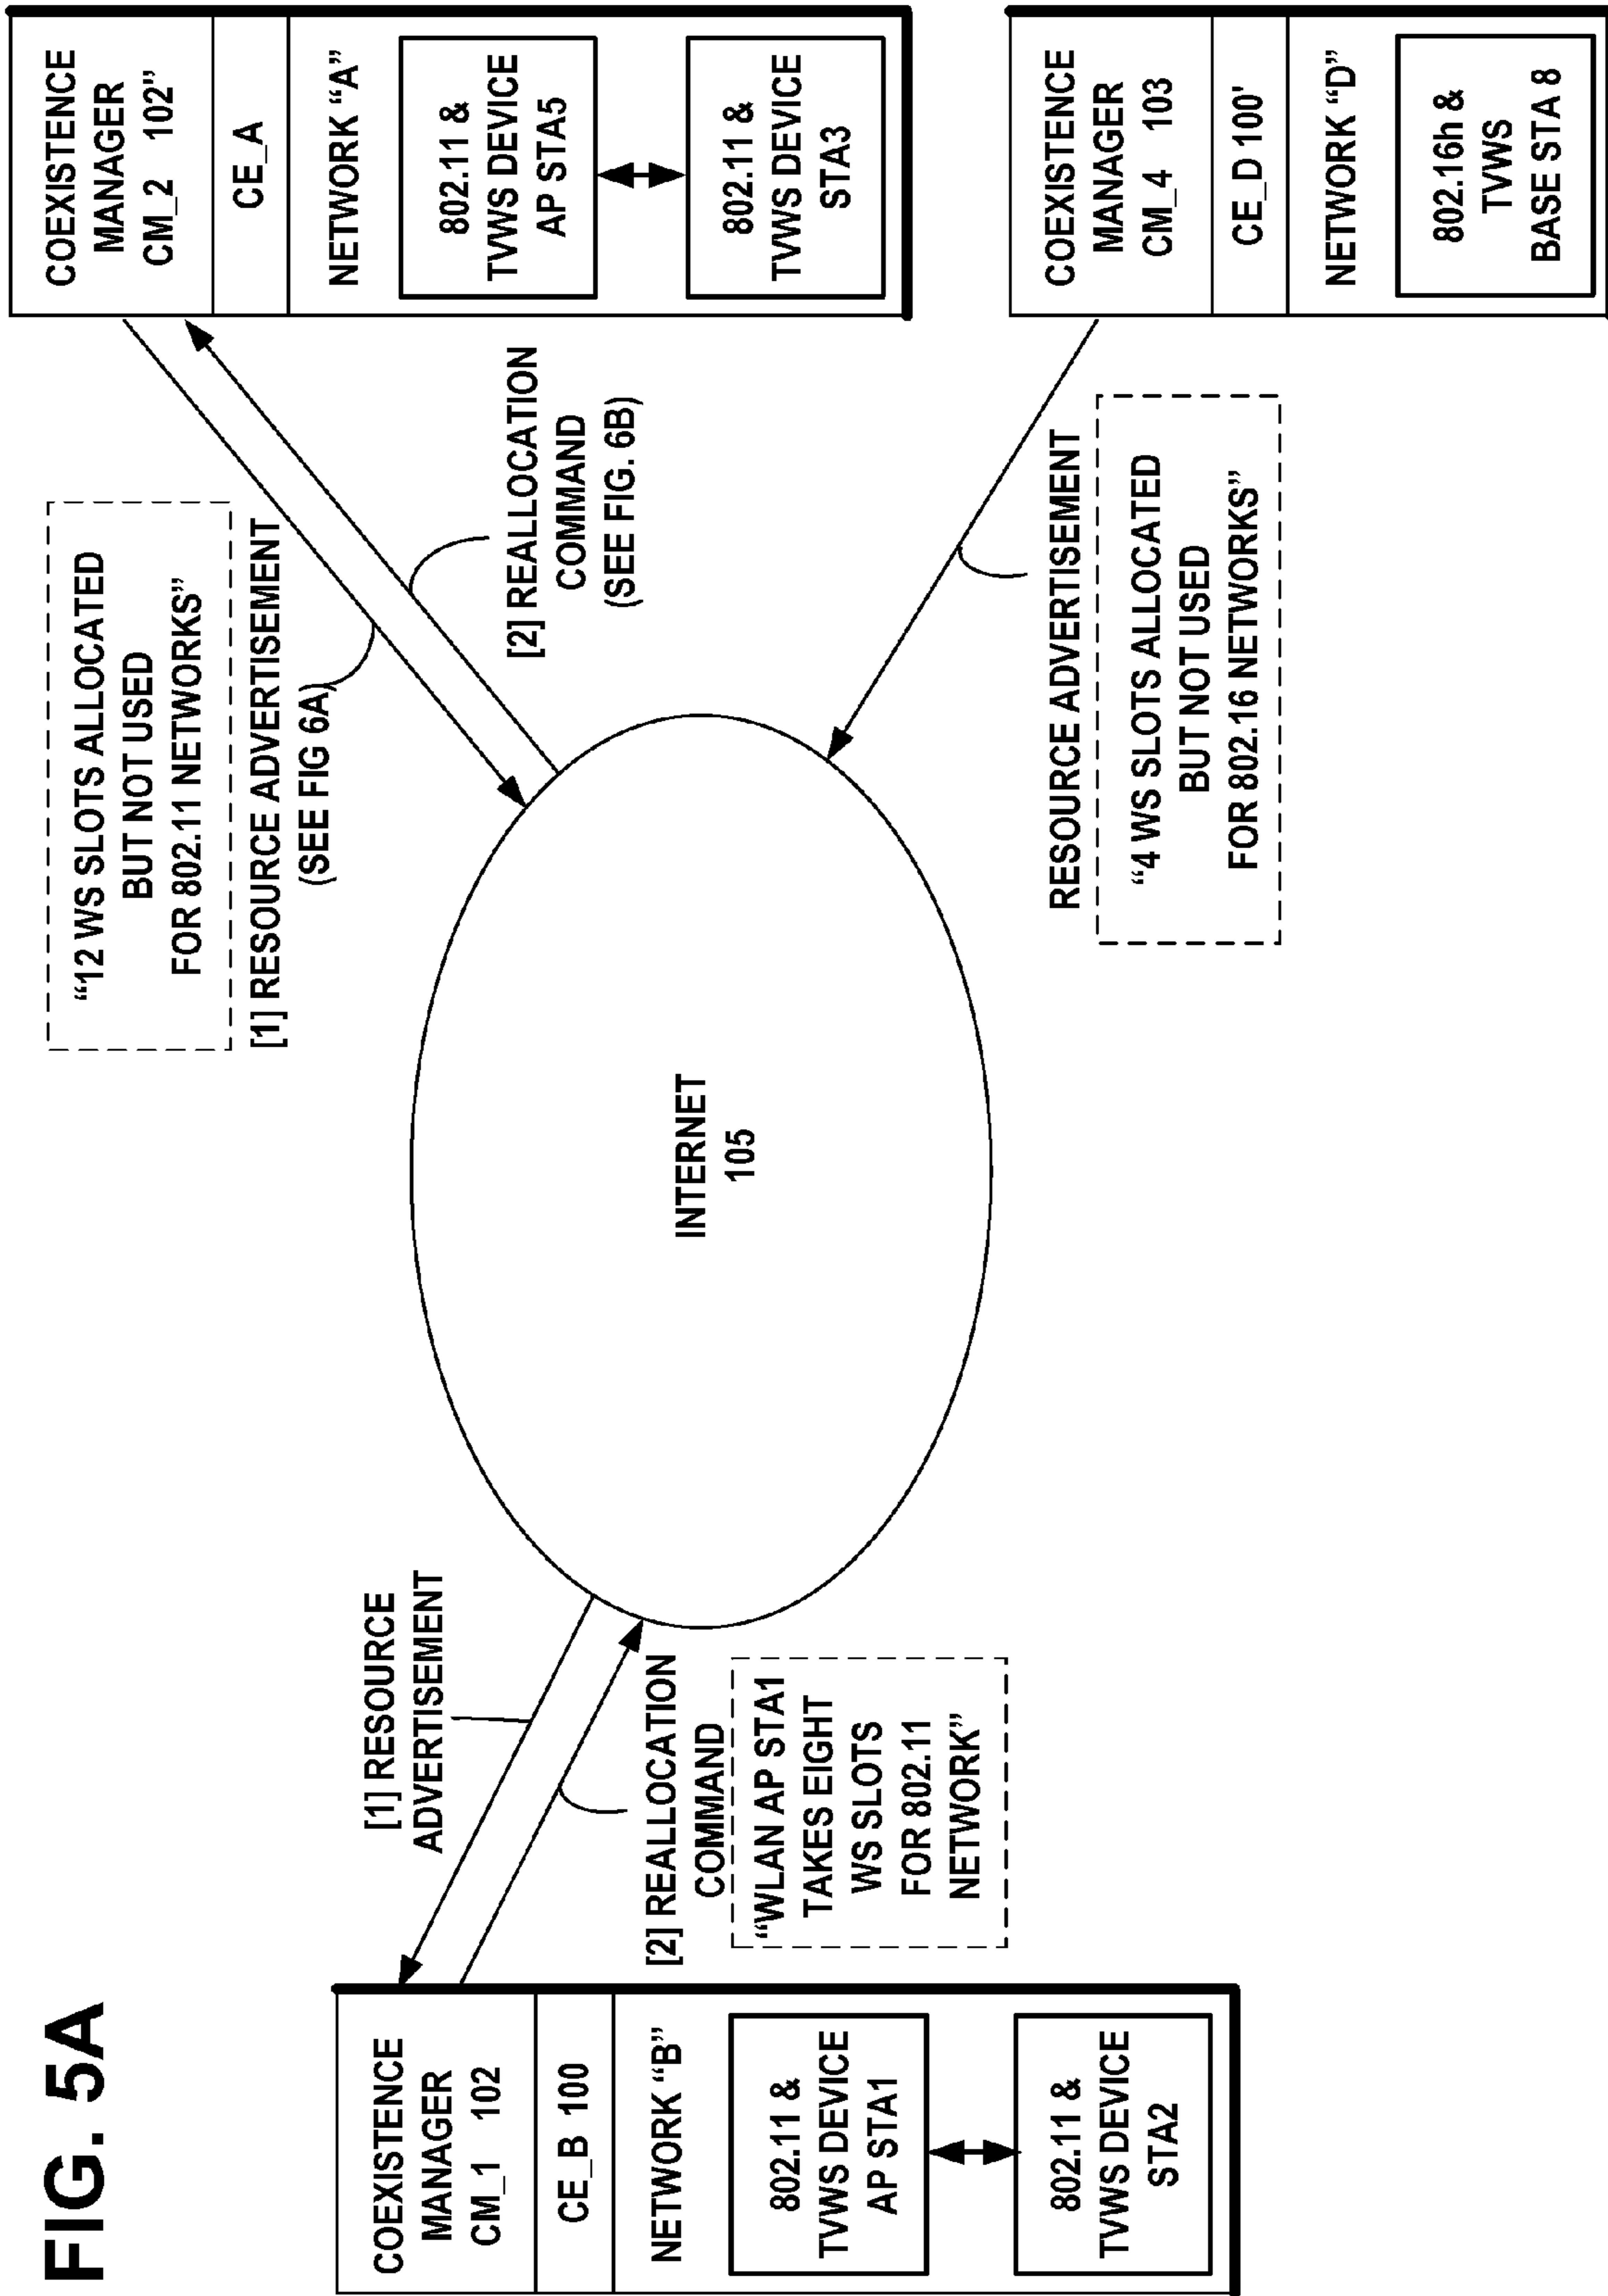 FIG. 5A
COEXISTENCE
MANAGER
CM_1 102
CE_B 100
NETWORK “B”
802.11 &
TVWS DEVICE
AP STA1
802.11 &
TVWS DEVICE
STA2
[1] RESOURCE
ADVERTISEMENT
[2] REALLOCATION
COMMAND
“WLAN AP STA1
TAKES EIGHT
WS SLOTS
FOR 802.11
NETWORK”
INTERNET
105
“12 WS SLOTS ALLOCATED
BUT NOT USED
FOR 802.11 NETWORKS”
[1] RESOURCE ADVERTISEMENT
(SEE FIG 6A)
[2] REALLOCATION
COMMAND
(SEE FIG. 6B)
RESOURCE ADVERTISEMENT
“4 WS SLOTS ALLOCATED
BUT NOT USED
FOR 802.16 NETWORKS”
COEXISTENCE
MANAGER
CM_2 102”
CE_A
NETWORK “A”
802.11 &
TVWS DEVICE
AP STA5
802.11 &
TVWS DEVICE
STA3
COEXISTENCE
MANAGER
CM_4 103
CE_D 100'
NETWORK “D”
802.16h &
TVWS
BASE STA 8